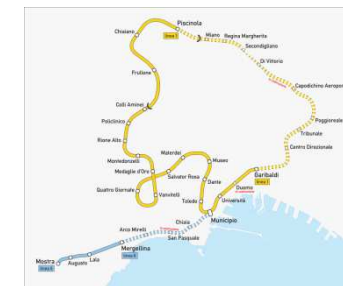 Piscinola
Linea 1
Chiaiano
Miano
Regina Margherita
Secondigliano
Di Vittorio
Frullone
Capodichino Aeroporto
Colli Aminei
Policlinico
Poggioreale
Rione Alto
Tribunale
Montedonzelli
Materdei
Museo
Centro Direzionale
Medaglie d'Oro
Salvator Rosa
Garibaldi
Linea 1
Quattro Giornate
Dante
Duomo
Vanvitelli
Toledo
Università
Municipio
Chiaia
Arco Mirelli
San Pasquale
Mergellina
Linea 6
Mostra
Linea 6
Augusto
Lala